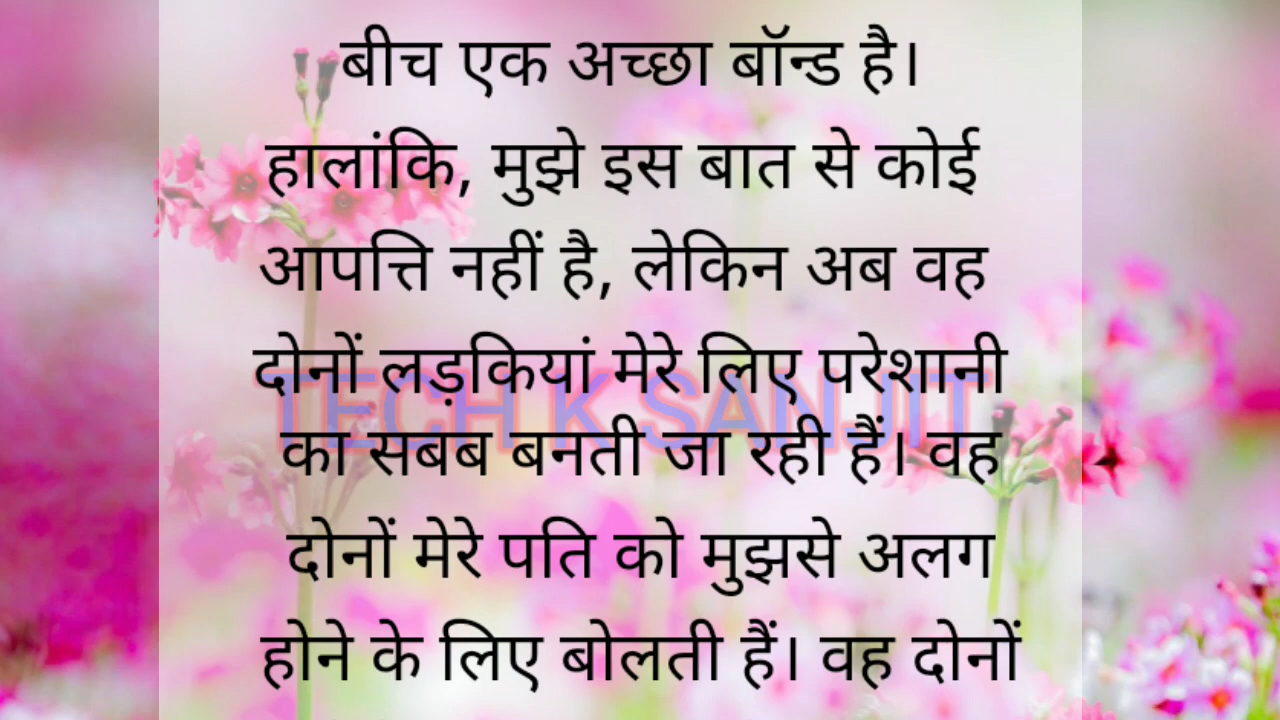 बीच एक अच्छा बॉन्ड है।
हालांकि, मुझे इस बात से कोई
आपत्ति नहीं है, लेकिन अब वह
दोनों लड़कियां मेरे लिए परेशानी
TECH K SANJIT
का सबब बनती जा रही हैं। वह
दोनों मेरे पति को मुझसे अलग
होने के लिए बोलती हैं। वह दोनों